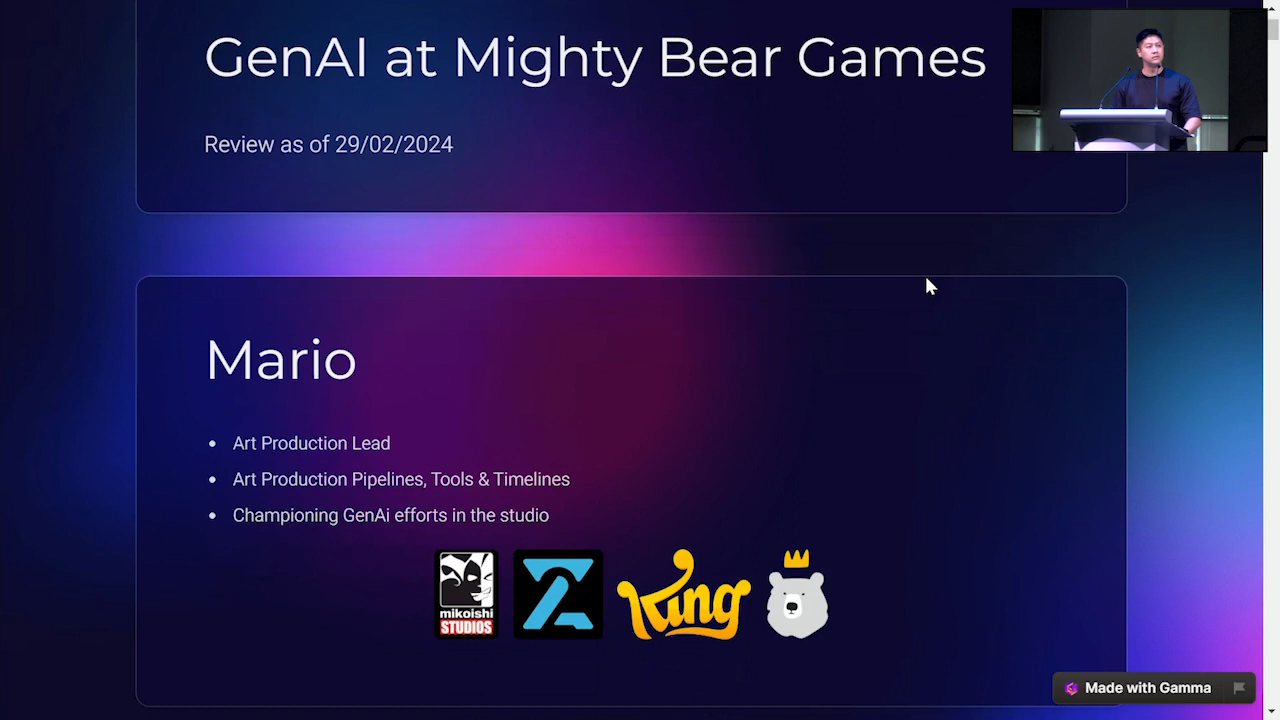 GenAI at Mighty Bear Games
Review as of 29/02/2024
Mario
Art Production Lead
Art Production Pipelines, Tools & Timelines
Championing GenAi efforts in the studio
mikoishi
STUDIOS
King
Made with Gamma